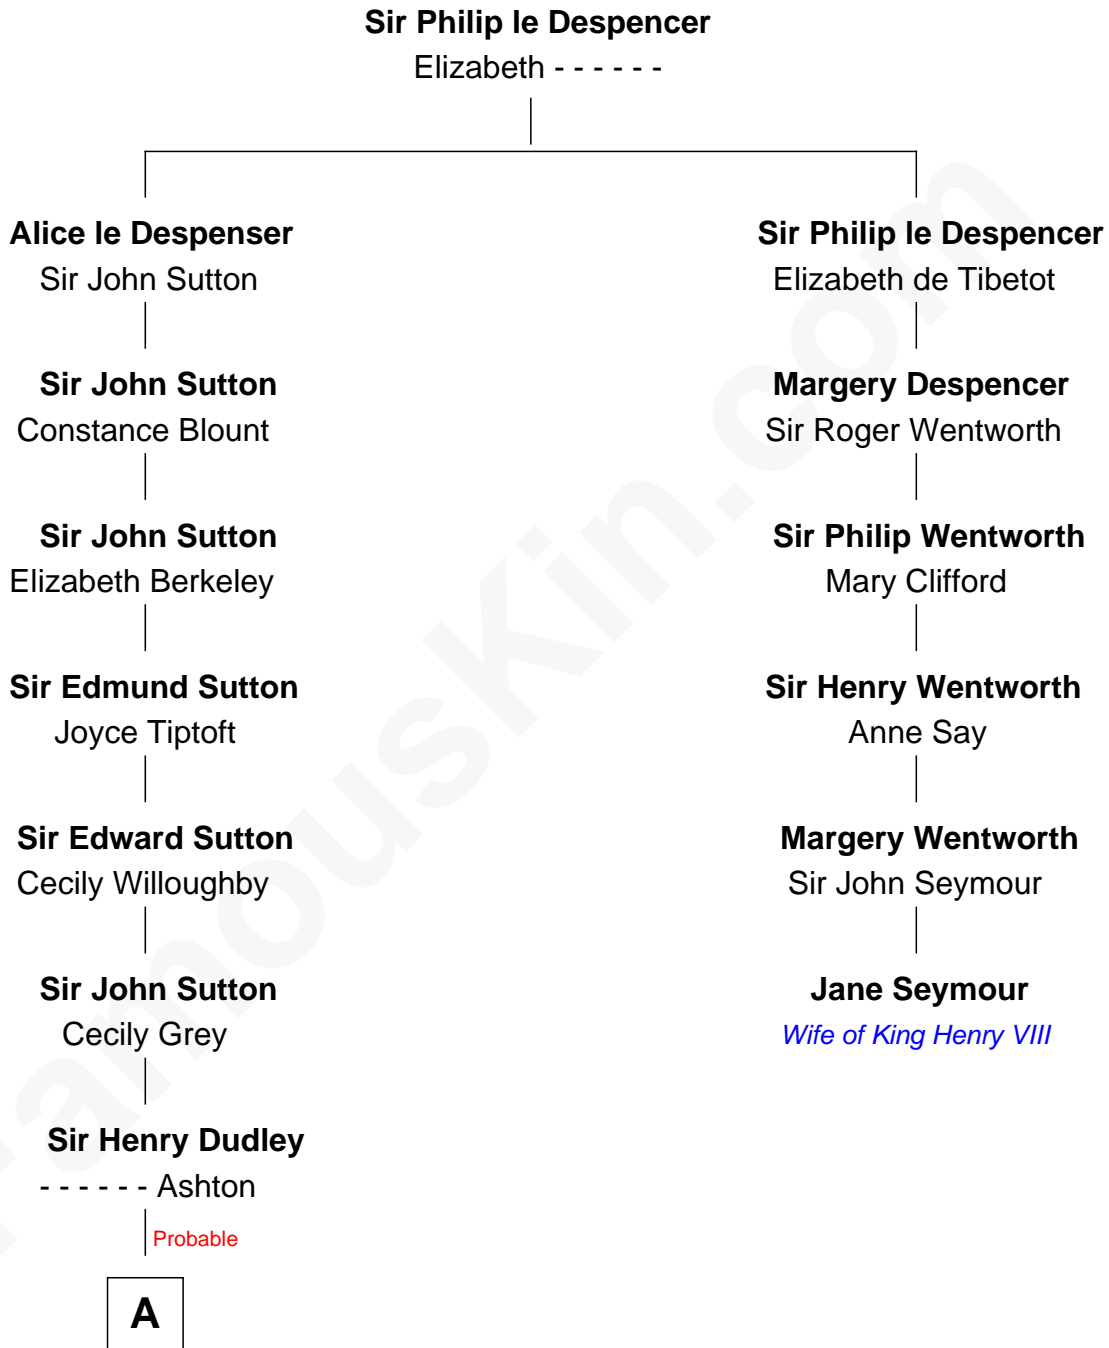 Sir Philip le Despencer
Elizabeth - - - - - -
Alice le Despenser
Sir John Sutton
Sir Philip le Despencer
Elizabeth de Tibetot
Sir John Sutton
Constance Blount
Margery Despencer
Sir Roger Wentworth
Sir John Sutton
Elizabeth Berkeley
Sir Philip Wentworth
Mary Clifford
Sir Edmund Sutton
Joyce Tiptoft
Sir Henry Wentworth
Anne Say
Sir Edward Sutton
Cecily Willoughby
Margery Wentworth
Sir John Seymour
Sir John Sutton
Cecily Grey
Jane Seymour
Wife of King Henry VIII
Sir Henry Dudley
- - - - - - Ashton
Probable
A
FamousKin.com